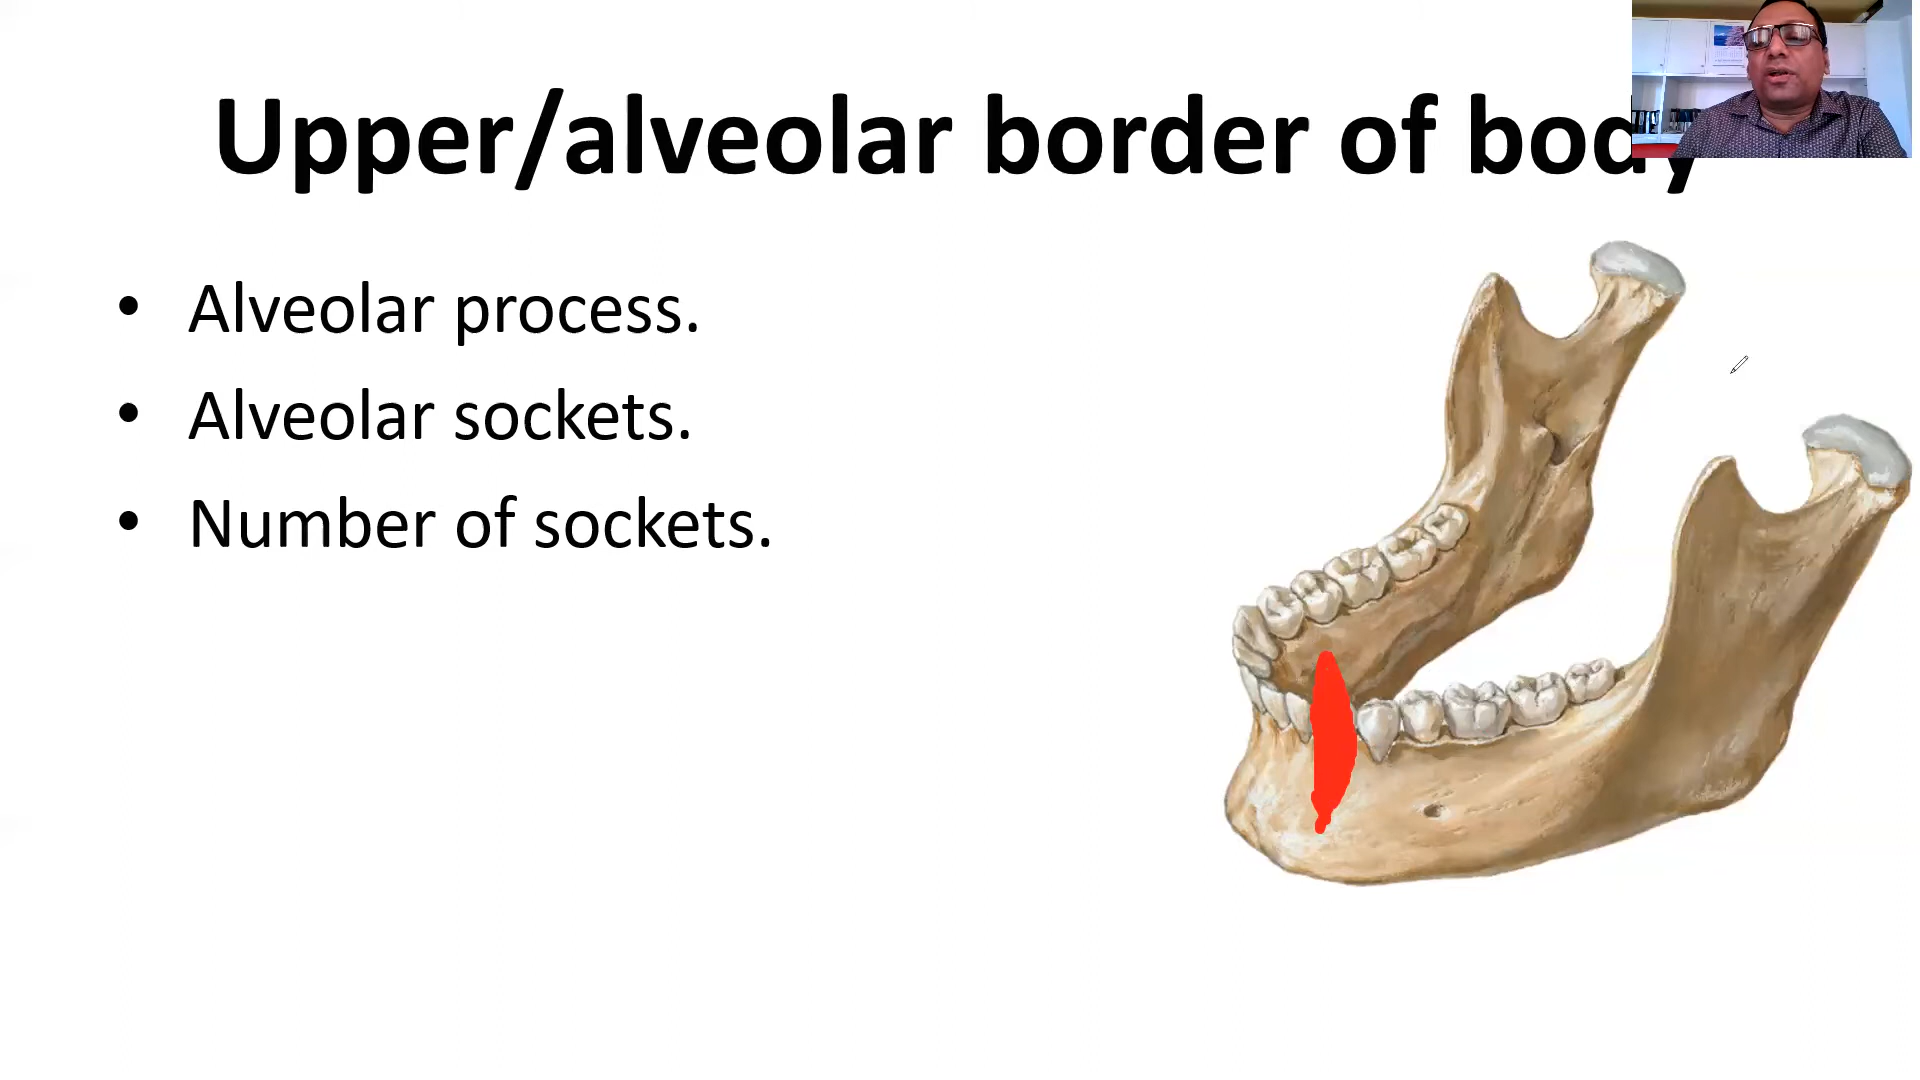 Upper/alveolar border of body
• Alveolar process.
• Alveolar sockets.
• Number of sockets.